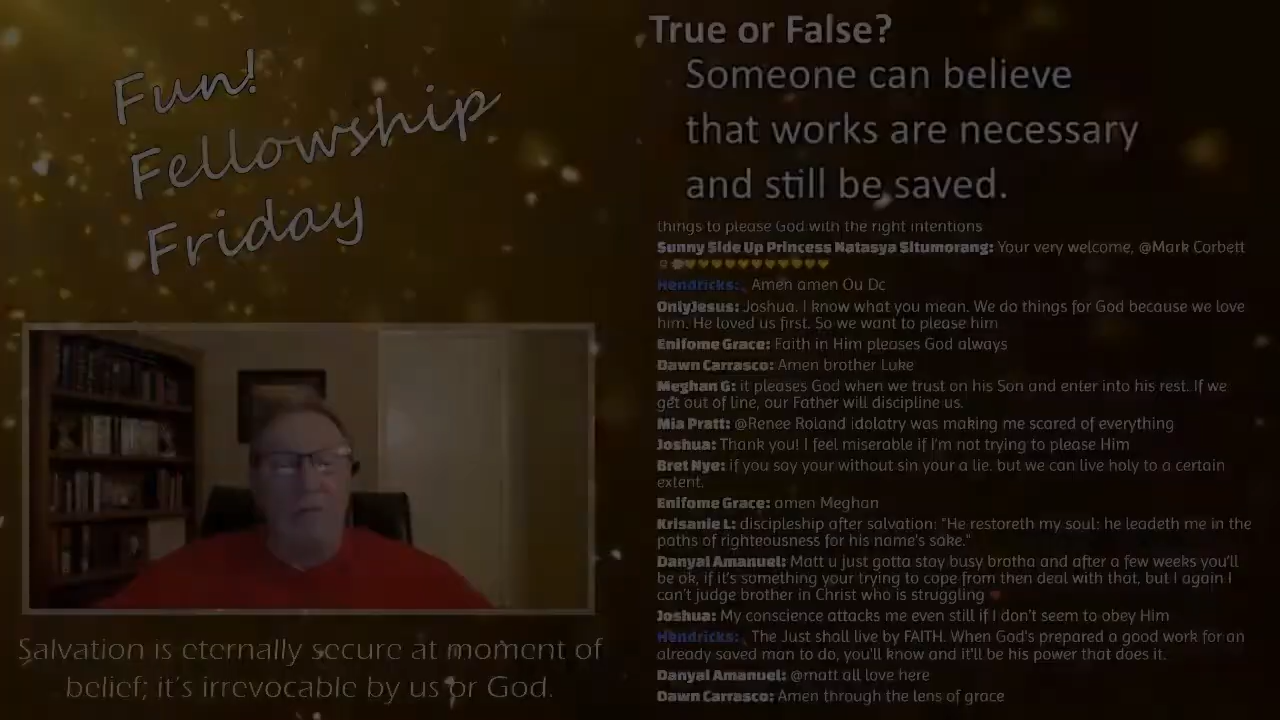 Fun!
Fellowship
Friday
Salvation is eternally secure at moment of
belief; it's irrevocable by us or God.
True or False?
Someone can believe
that works are necessary
and still be saved.
things to please God with the right intentions
Sunny Side Up Princess Natasya Situmorang: Your very welcome, @Mark Corbett
💛💛💛💛💛💛💛💛💛💛💛💛
Hendricks: Amen amen Ou Dc
OnlyJesus: Joshua. I know what you mean. We do things for God because we love
him. He loved us first. So we want to please him
Enifome Grace: Faith in Him pleases God always
Dawn Carrasco: Amen brother Luke
Meghan G: it pleases God when we trust on his Son and enter into his rest. If we
get out of line, our Father will discipline us.
Mia Pratt: @Renee Roland idolatry was making me scared of everything
Joshua: Thank you! I feel miserable if I'm not trying to please Him
Bret Nye: if you say your without sin your a lie. but we can live holy to a certain
extent.
Enifome Grace: amen Meghan
Krisanie L: discipleship after salvation: "He restoreth my soul: he leadeth me in the
paths of righteousness for his name's sake."
Danyal Amanuel: Matt u just gotta stay busy brotha and after a few weeks you'll
be ok, if it's something your trying to cope from then deal with that, but I again I
can't judge brother in Christ who is struggling ♥
Joshua: My conscience attacks me even still if I don't seem to obey Him
Hendricks: The Just shall live by FAITH. When God's prepared a good work for an
already saved man to do, you'll know and it'll be his power that does it.
Danyal Amanuel: @matt all love here
Dawn Carrasco: Amen through the lens of grace